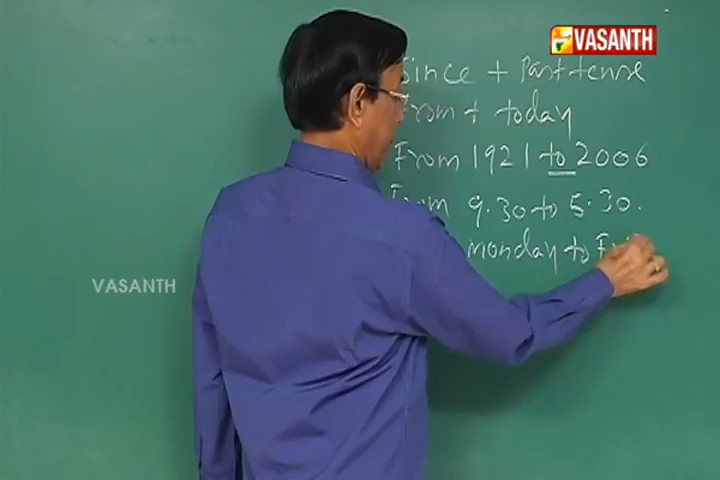 VASANTH
Since + Past tense
From + today
From 1921 to 2006
From 9.30 to 5.30.
monday to Fri
VASANTH